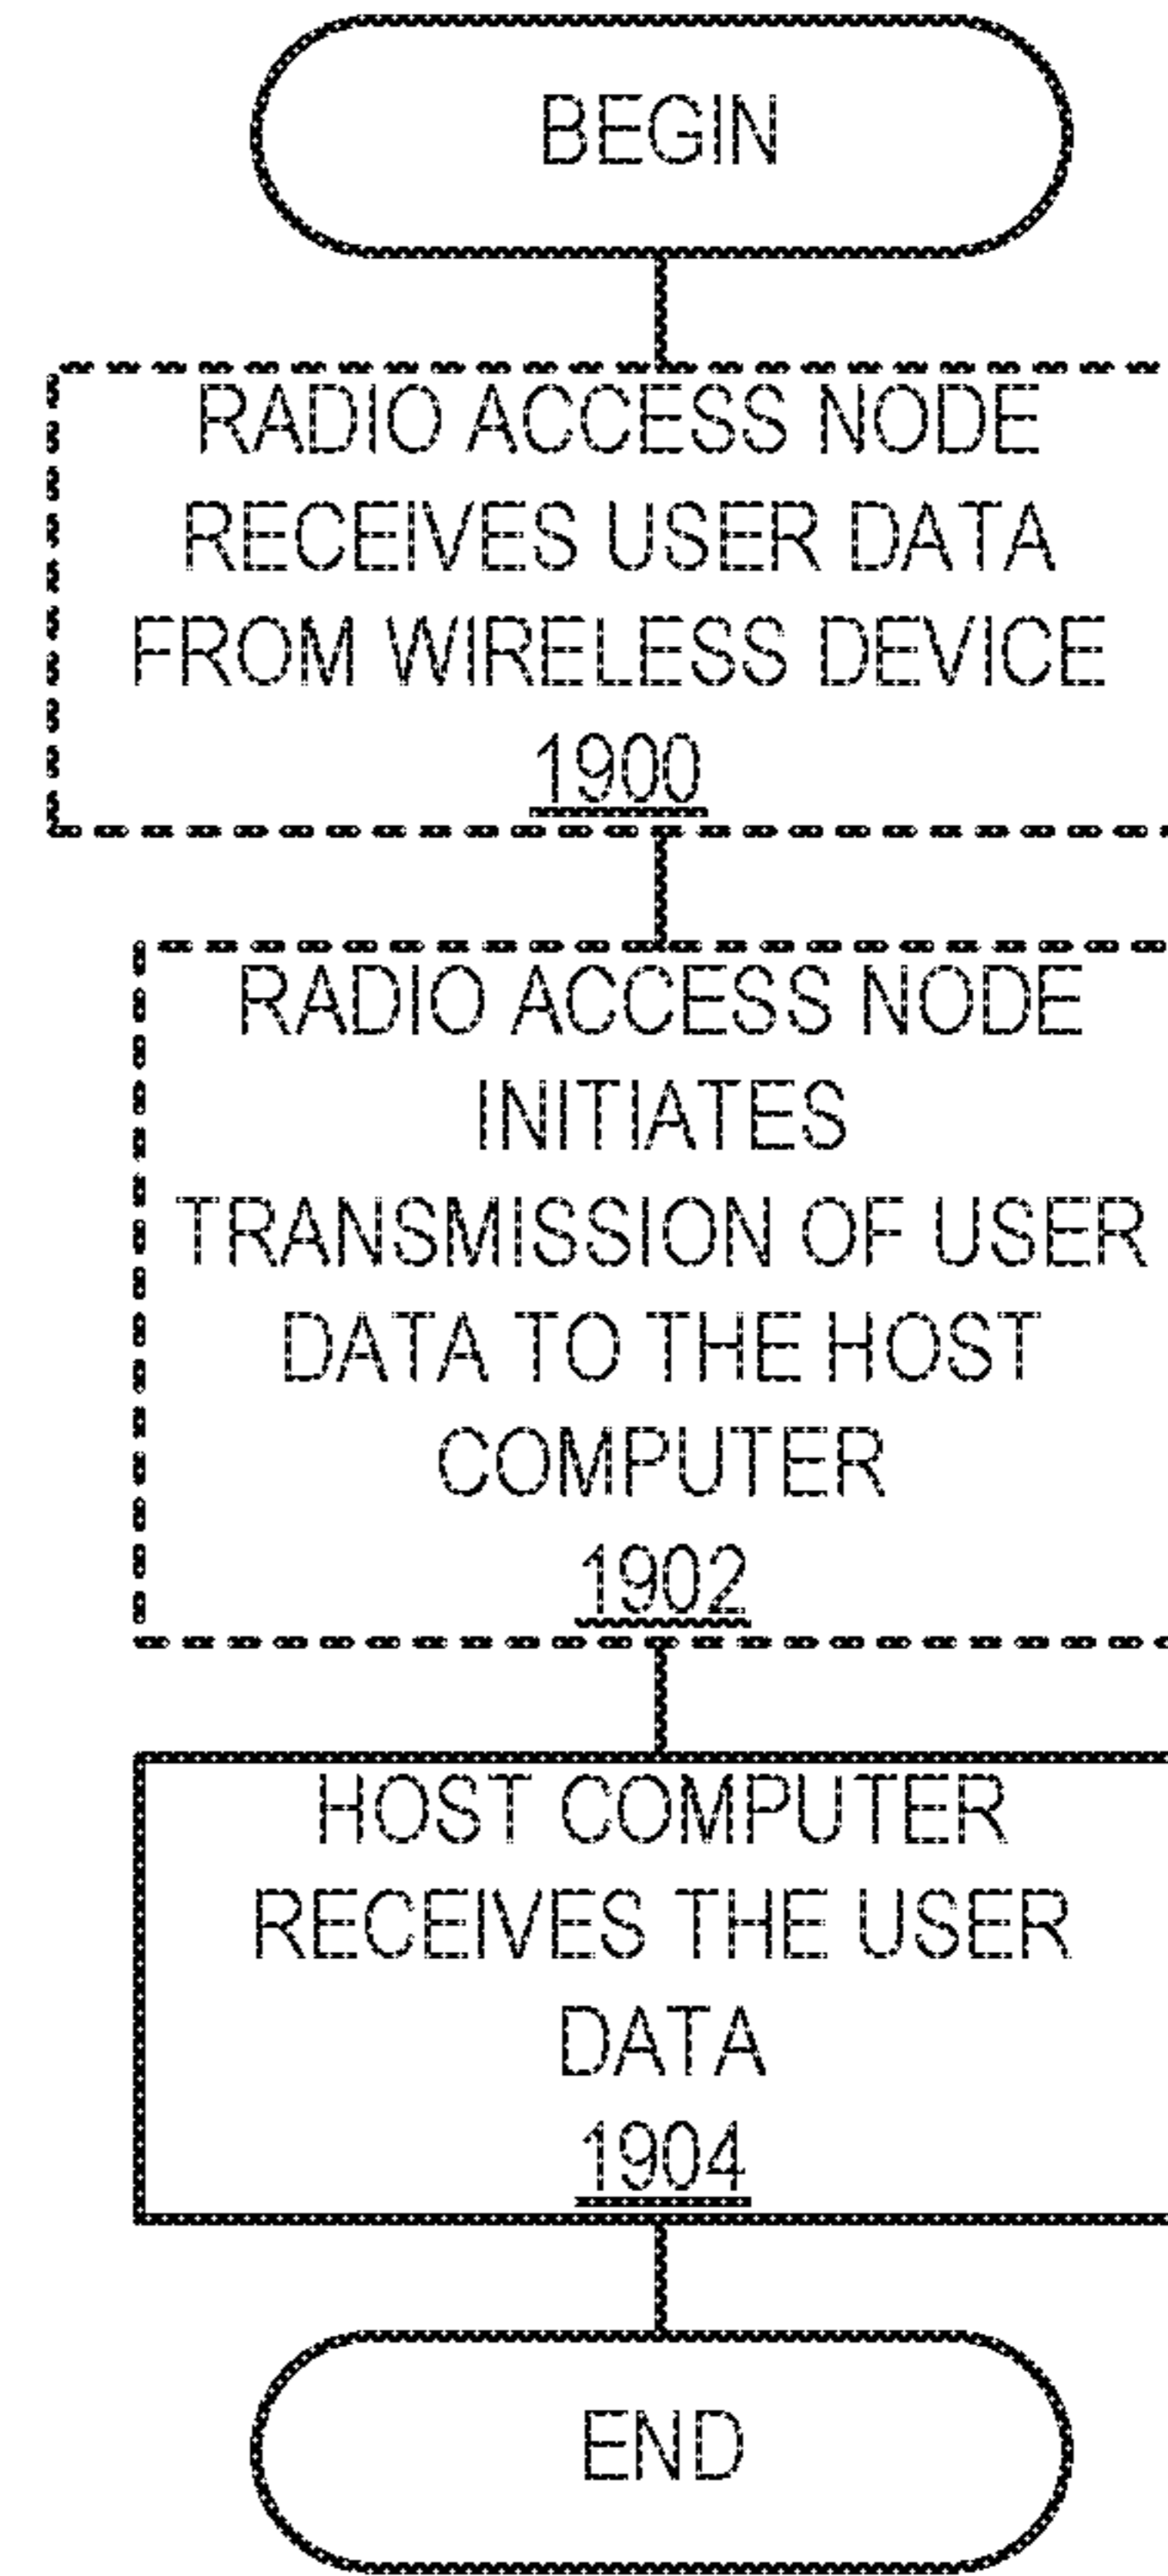 BEGIN
RADIO ACCESS NODE
RECEIVES USER DATA
FROM WIRELESS DEVICE
1900
RADIO ACCESS NODE
INITIATES
TRANSMISSION OF USER
DATA TO THE HOST
COMPUTER
1902
HOST COMPUTER
RECEIVES THE USER
DATA
1904
END